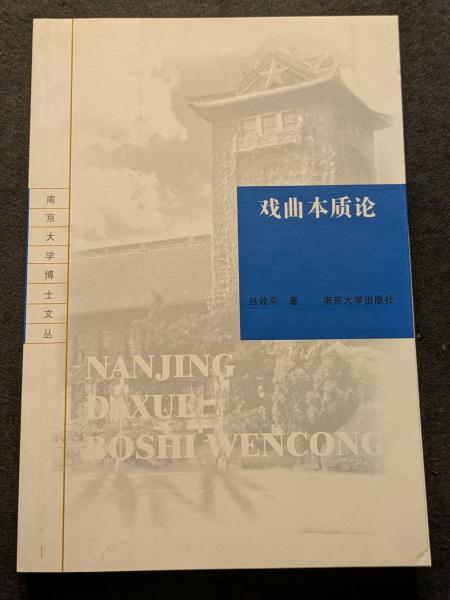 南京大学博士文丛
戏曲本质论
吕效平 著 南京大学出版社
NANJING
DAXUE
BOSHI WENCONG